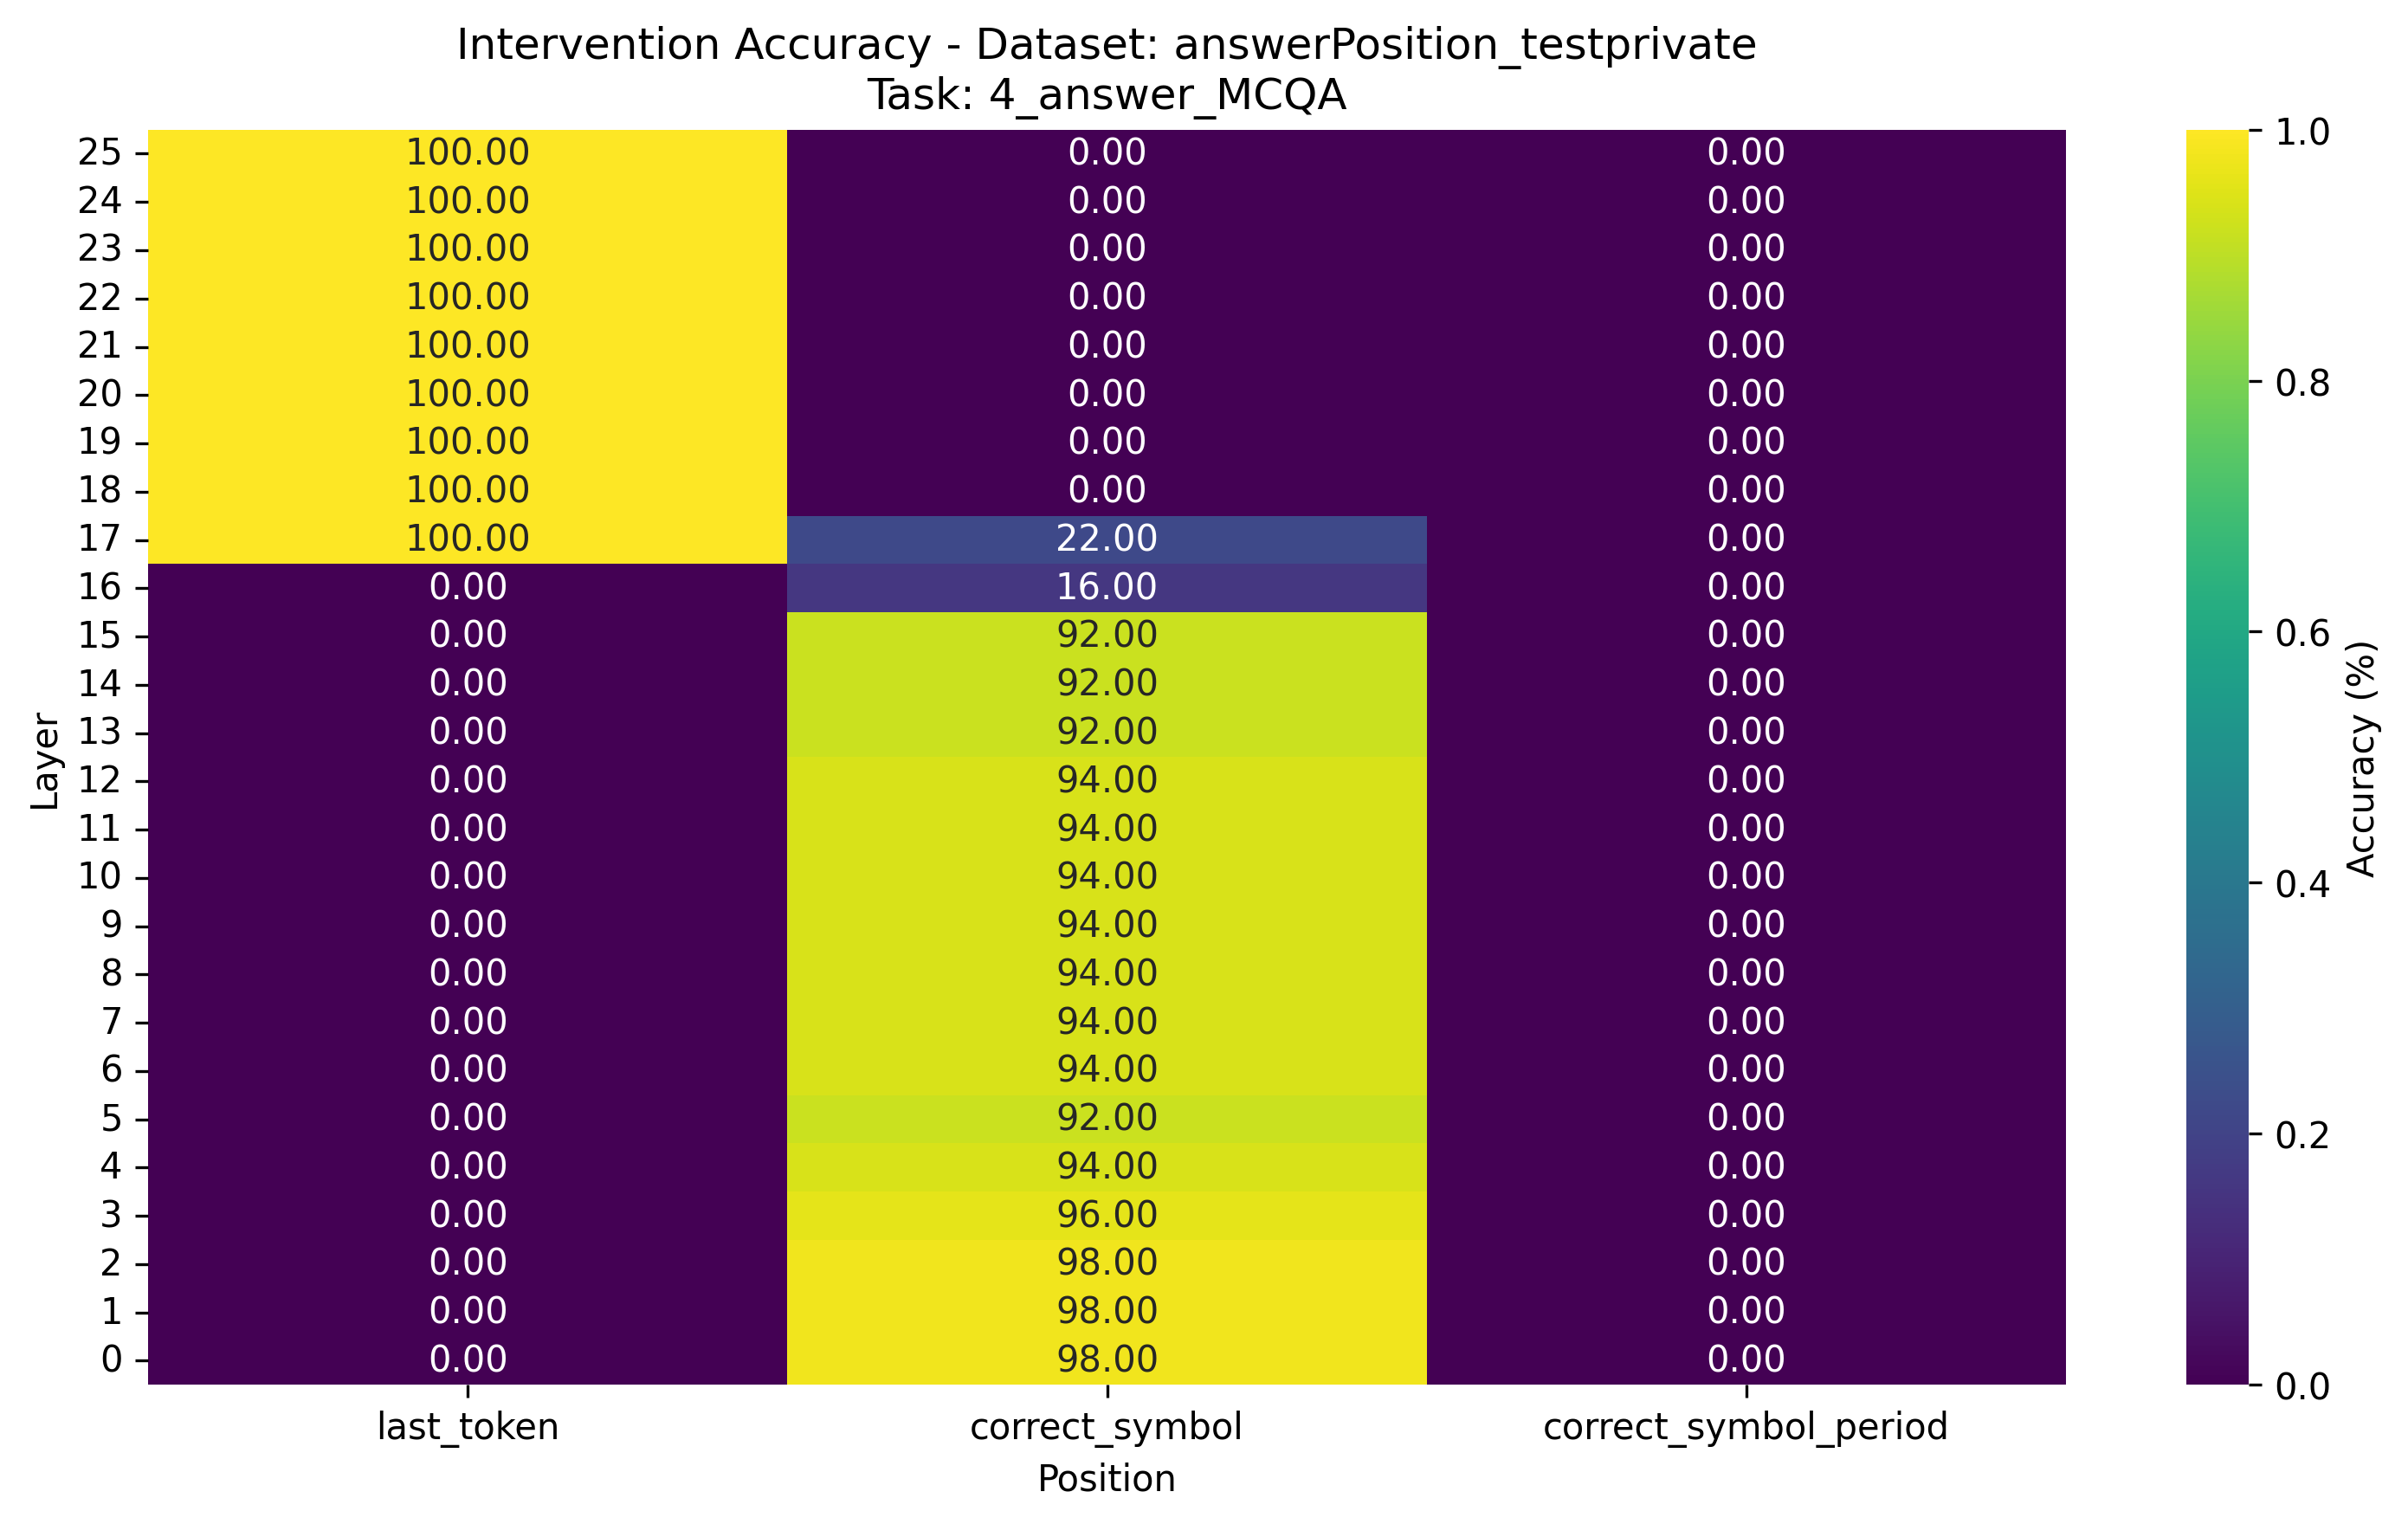 Intervention Accuracy - Dataset: answerPosition_testprivate
Task: 4_answer_MCQA
25 100.00 0.00 0.00
24 100.00 0.00 0.00
23 100.00 0.00 0.00
22 100.00 0.00 0.00
21 100.00 0.00 0.00
20 100.00 0.00 0.00
19 100.00 0.00 0.00
18 100.00 0.00 0.00
17 100.00 22.00 0.00
16 0.00 16.00 0.00
15 0.00 92.00 0.00
14 0.00 92.00 0.00
13 0.00 92.00 0.00
12 0.00 94.00 0.00
11 0.00 94.00 0.00
10 0.00 94.00 0.00
9 0.00 94.00 0.00
8 0.00 94.00 0.00
7 0.00 94.00 0.00
6 0.00 94.00 0.00
5 0.00 92.00 0.00
4 0.00 94.00 0.00
3 0.00 96.00 0.00
2 0.00 98.00 0.00
1 0.00 98.00 0.00
0 0.00 98.00 0.00
last_token correct_symbol correct_symbol_period
Position
Layer
1.0
0.8
0.6
0.4
0.2
0.0
Accuracy (%)